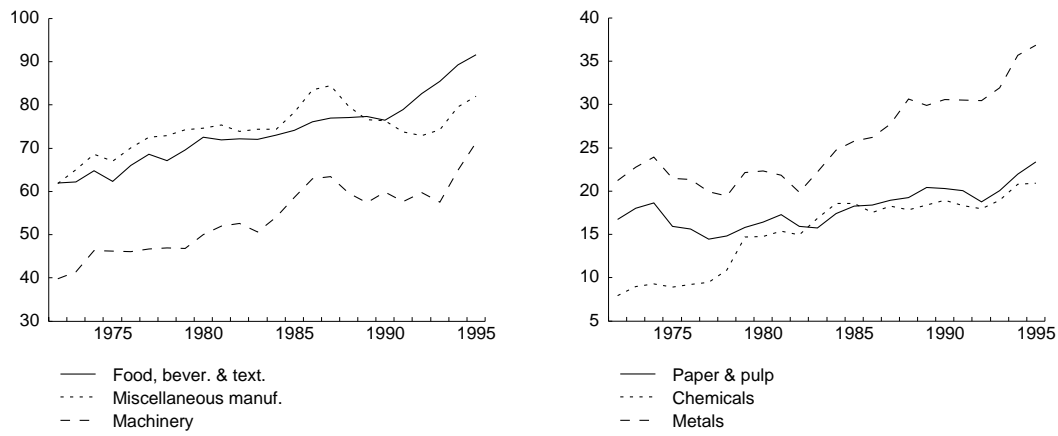 100
90
80
70
60
50
40
30
1975 1980 1985 1990 1995
Food, bever. & text.
Miscellaneous manuf.
Machinery
40
35
30
25
20
15
10
5
1975 1980 1985 1990 1995
Paper & pulp
Chemicals
Metals